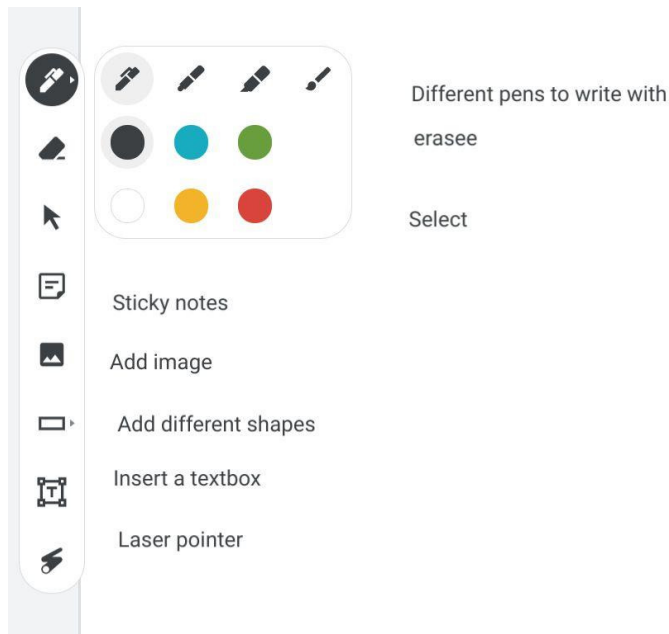 Different pens to write with
erasee
Select
Sticky notes
Add image
Add different shapes
Insert a textbox
Laser pointer